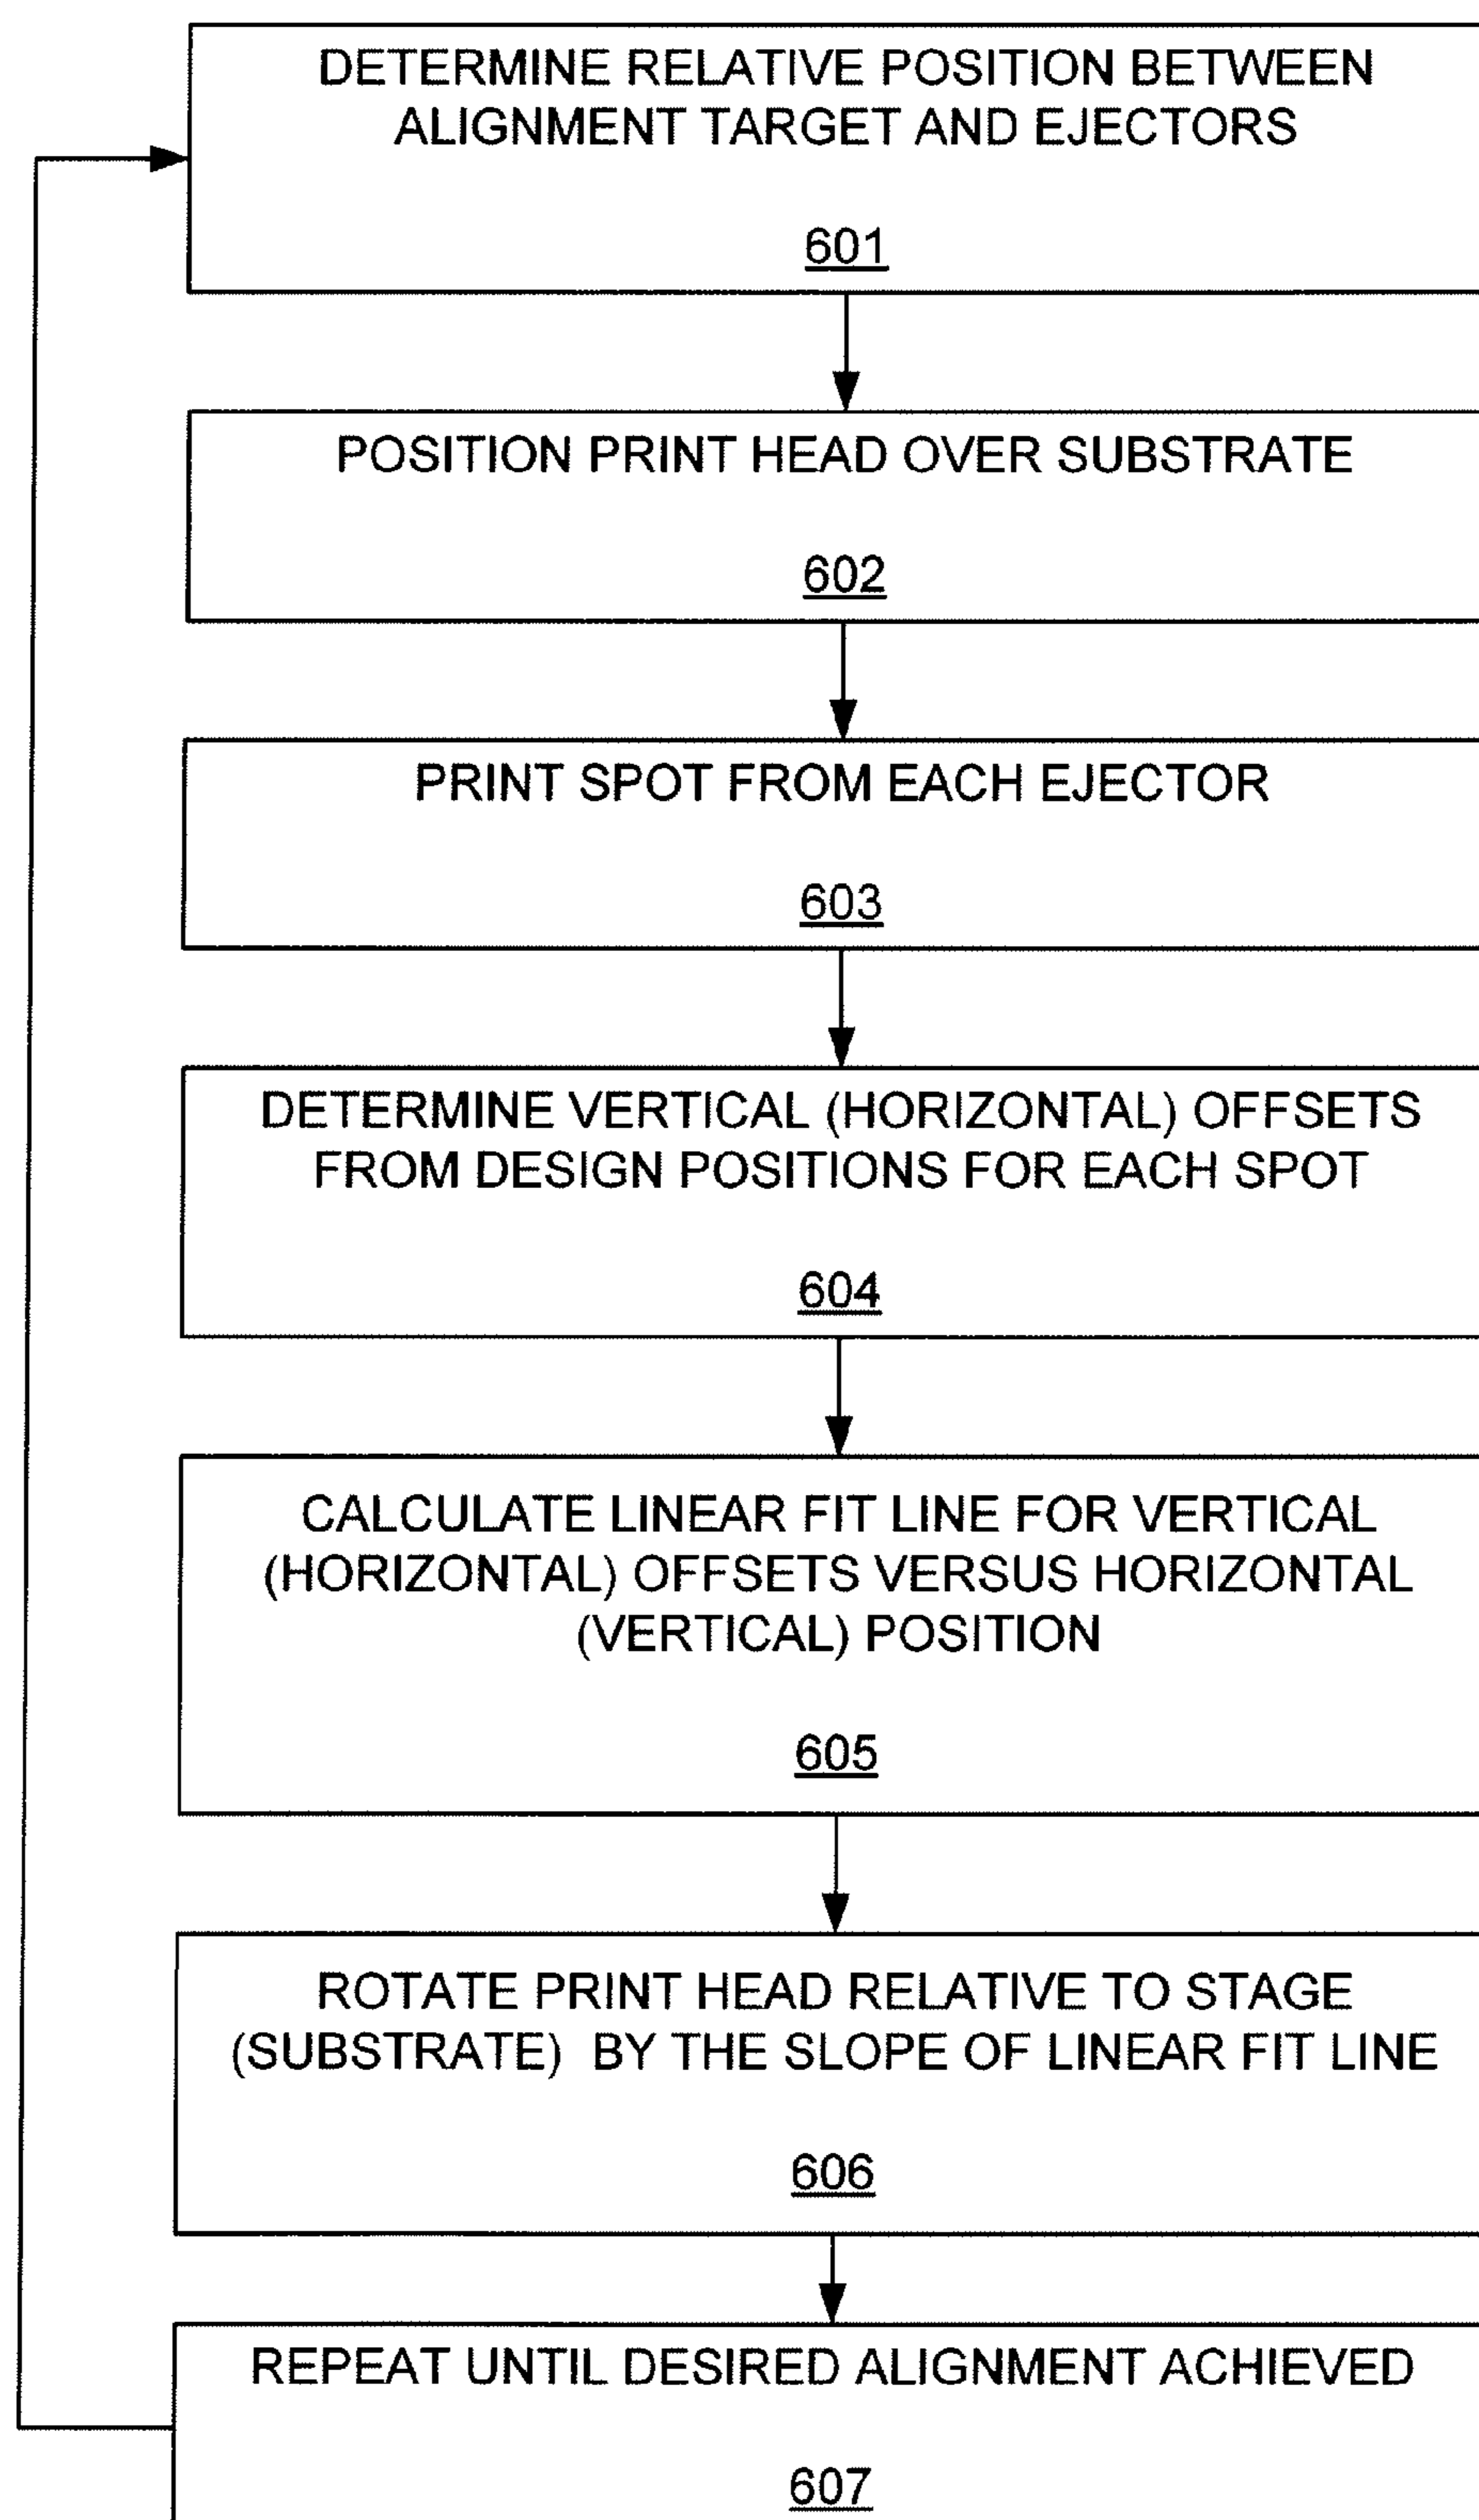 DETERMINE RELATIVE POSITION BETWEEN
ALIGNMENT TARGET AND EJECTORS
601
POSITION PRINT HEAD OVER SUBSTRATE
602
PRINT SPOT FROM EACH EJECTOR
603
DETERMINE VERTICAL (HORIZONTAL) OFFSETS
FROM DESIGN POSITIONS FOR EACH SPOT
604
CALCULATE LINEAR FIT LINE FOR VERTICAL
(HORIZONTAL) OFFSETS VERSUS HORIZONTAL
(VERTICAL) POSITION
605
ROTATE PRINT HEAD RELATIVE TO STAGE
(SUBSTRATE) BY THE SLOPE OF LINEAR FIT LINE
606
REPEAT UNTIL DESIRED ALIGNMENT ACHIEVED
607